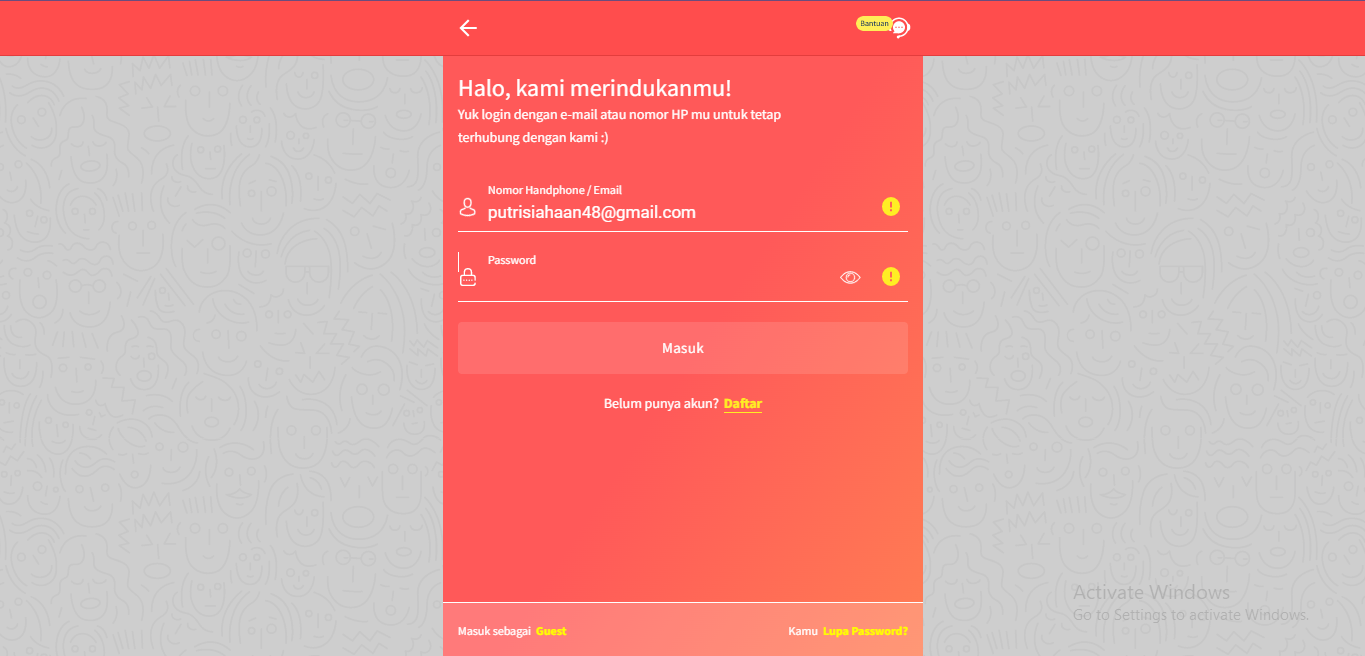 Bantuan
Halo, kami merindukanmu!
Yuk login dengan e-mail atau nomor HP mu untuk tetap
terhubung dengan kami :)
Nomor Handphone / Email
putrisiahaan48@gmail.com
Password
Masuk
Belum punya akun? Daftar
Activate Windows
Go to Settings to activate Windows.
Masuk sebagai Guest
Kamu Lupa Password?